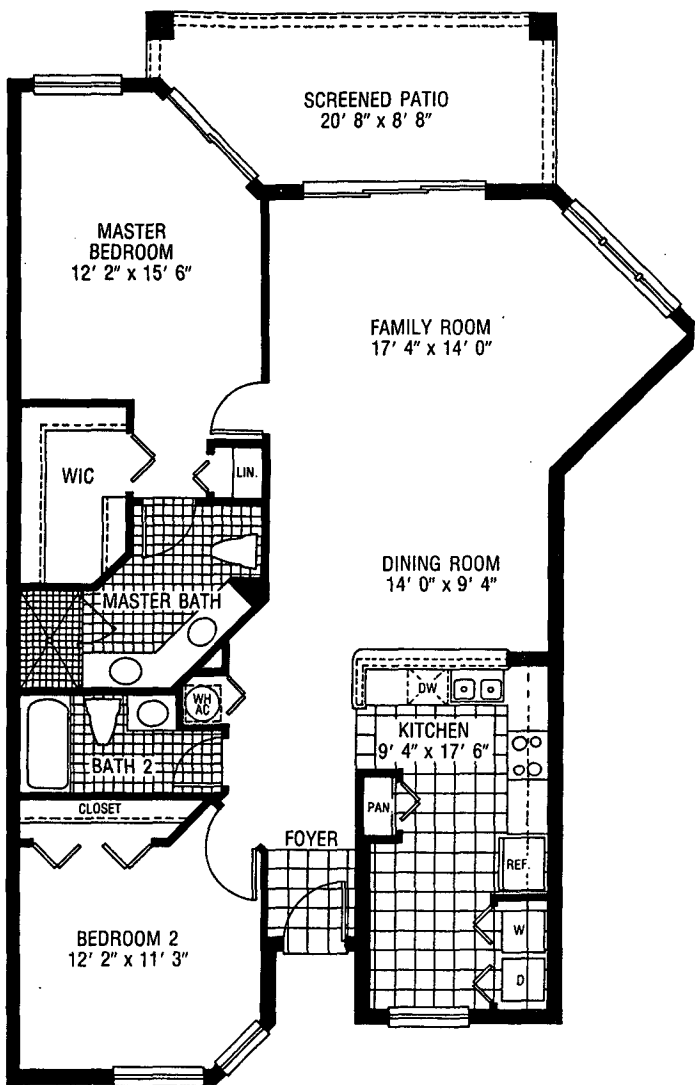 SCREENED PATIO
20' 8" x 8' 8"
MASTER
BEDROOM
12' 2" x 15' 6"
FAMILY ROOM
17' 4" x 14' 0"
WIC
LIN.
DINING ROOM
14' 0" x 9' 4"
MASTER BATH
DW
WH
AC
KITCHEN
9' 4" x 17' 6"
BATH 2
CLOSET
PAN.
FOYER
REF.
BEDROOM 2
12' 2" x 11' 3"
W
D